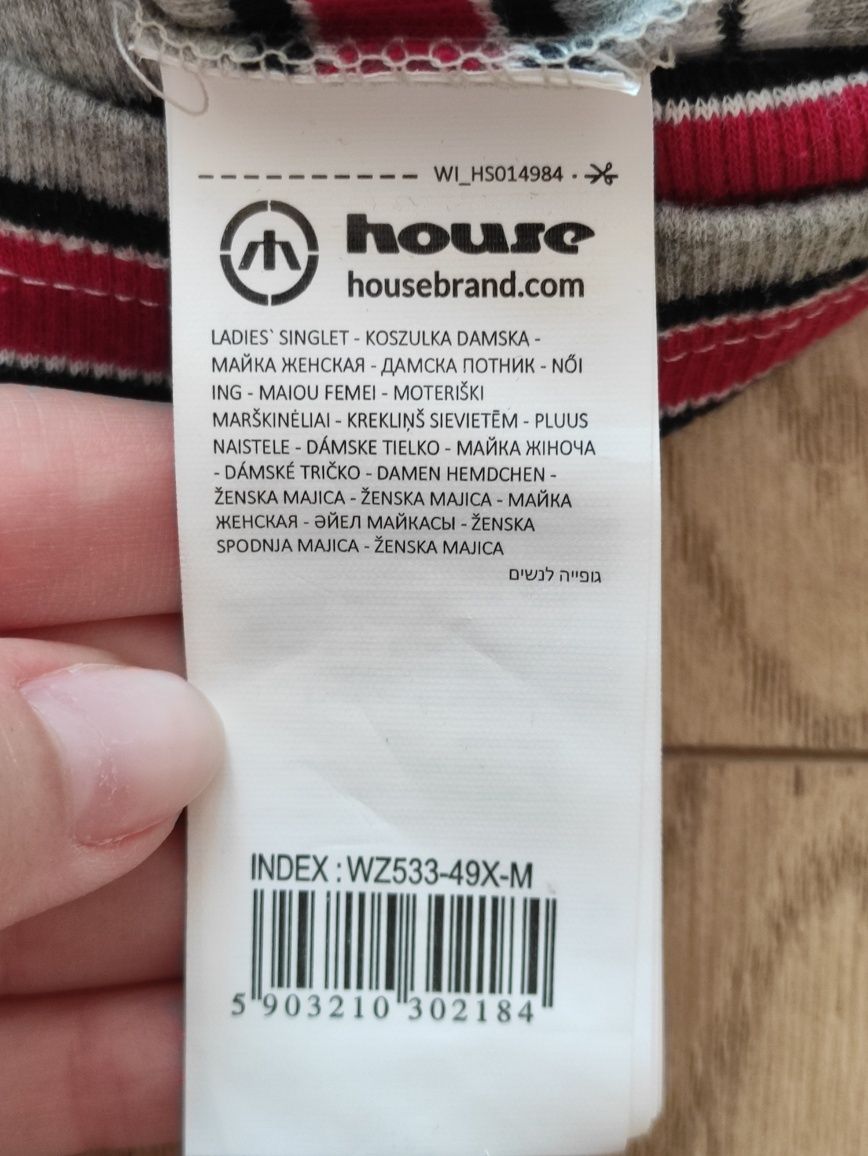 ---------- WI_HS014984
house
housebrand.com
LADIES` SINGLET - KOSZULKA DAMSKA -
МАЙКА ЖЕНСКАЯ - ДАМСКА ПОТНИК - NŐI
ING - MAIOU FEMEI - MOTERIŠKI
MARŠKINĖLIAI - KREKLIŅŠ SIEVIETĒM - PLUUS
NAISTELE - DÁMSKE TIELKO - МАЙКА ЖІНОЧА
- DÁMSKÉ TRIČKO - DAMEN HEMDCHEN -
ŽENSKA MAJICA - ŽENSKA MAJICA - МАЙКА
ЖЕНСКАЯ - ӘЙЕЛ МАЙКАСЫ - ŽENSKA
SPODNJA MAJICA - ŽENSKA MAJICA
גופייה לנשים
INDEX : WZ533-49X-M
5 903210 302184